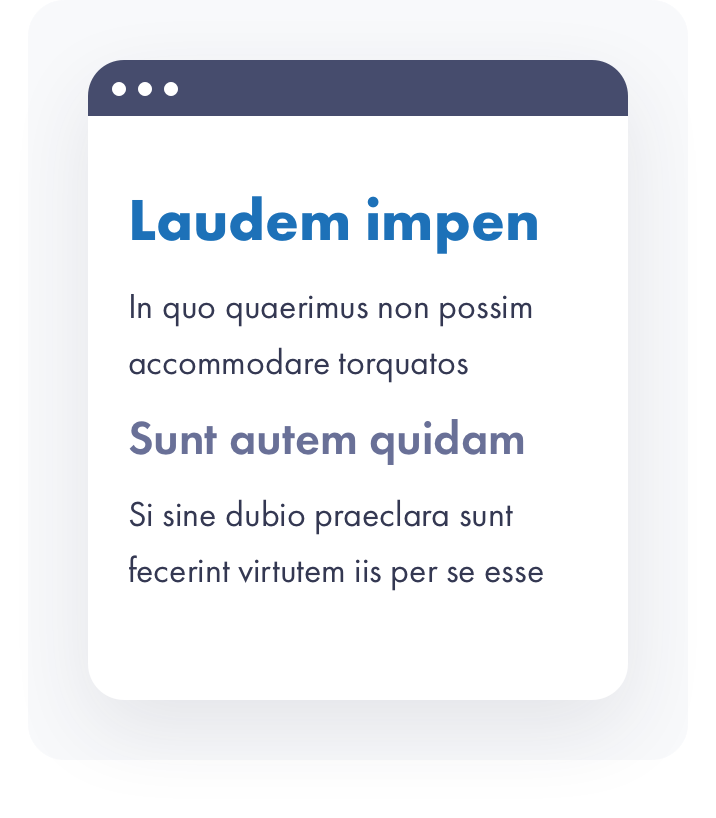 Laudem impen
In quo quaerimus non possim
accommodare torquatos
Sunt autem quidam
Si sine dubio praeclara sunt
fecerint virtutem iis per se esse